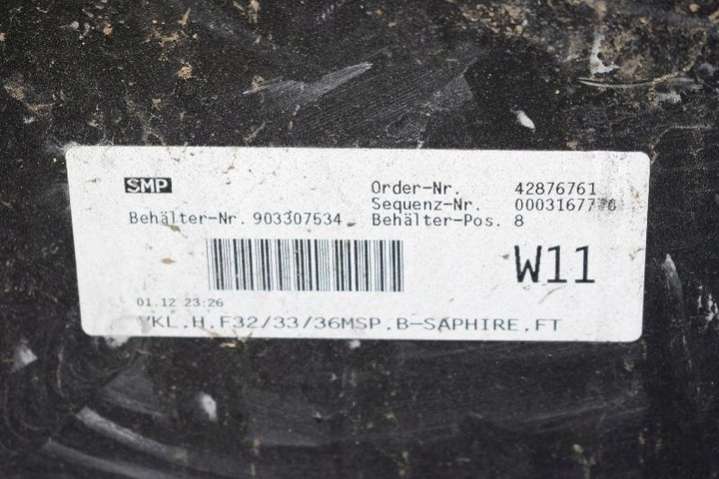 SMP Order-Nr. 42876761
Sequenz-Nr. 0003167776
Behälter-Nr. 903307534 Behälter-Pos. 8
W11
01.12 23:26
VKL.H.F32/33/36MSP.B-SAPHIRE.FT